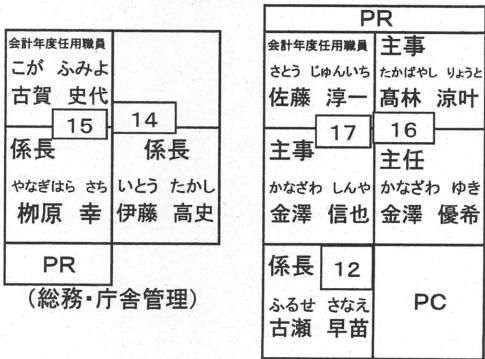 会計年度任用職員
こが ふみよ
古賀 史代
15
14
係長
やなぎはら さち
栁原 幸
係長
いとう たかし
伊藤 高史
PR
(総務・庁舎管理)
PR
会計年度任用職員
さとう じゅんいち
佐藤 淳一
主事
たかばやし りょうと
髙林 涼叶
17
16
主事
かなざわ しんや
金澤 信也
主任
かなざわ ゆき
金澤 優希
係長
12
ふるせ さなえ
古瀬 早苗
PC